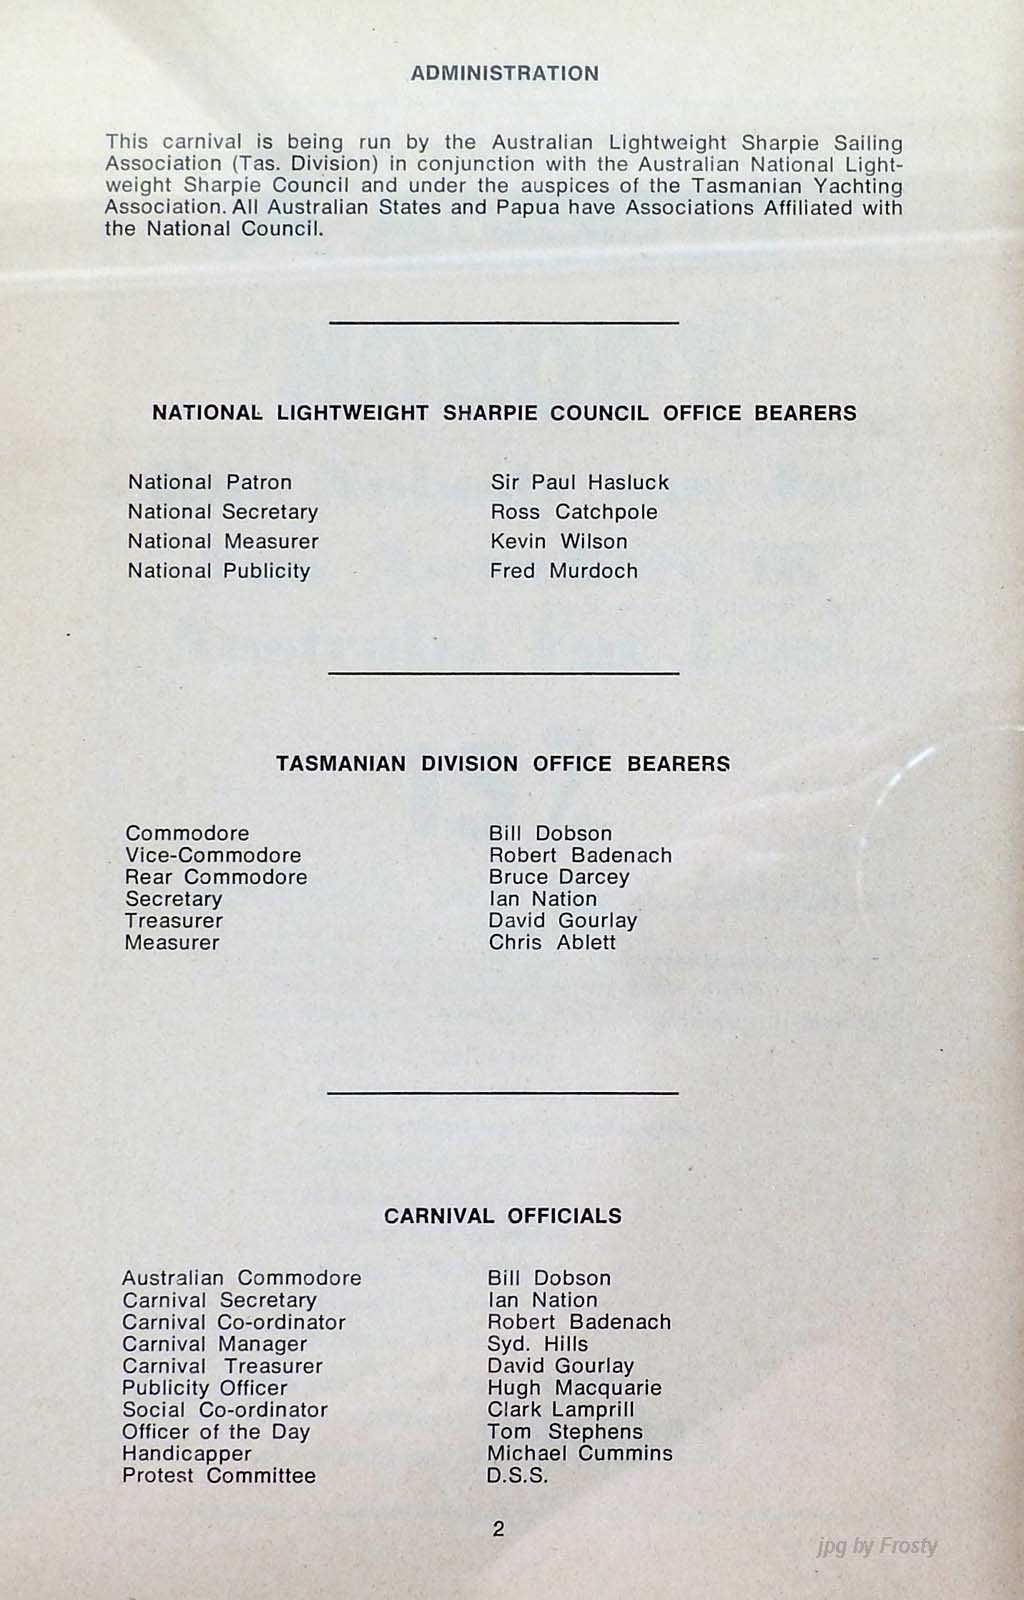 ADMINISTRATION
This carnival is being run by the Australian Lightweight Sharpie Sailing
Association (Tas. Division) in conjunction with the Australian National Light-
weight Sharpie Council and under the auspices of the Tasmanian Yachting
Association. All Australian States and Papua have Associations Affiliated with
the National Council.
NATIONAL LIGHTWEIGHT SHARPIE COUNCIL OFFICE BEARERS
National Patron Sir Paul Hasluck
National Secretary Ross Catchpole
National Measurer Kevin Wilson
National Publicity Fred Murdoch
TASMANIAN DIVISION OFFICE BEARERS
Commodore Bill Dobson
Vice-Commodore Robert Badenach
Rear Commodore Bruce Darcey
Secretary Ian Nation
Treasurer David Gourlay
Measurer Chris Ablett
CARNIVAL OFFICIALS
Australian Commodore Bill Dobson
Carnival Secretary Ian Nation
Carnival Co-ordinator Robert Badenach
Carnival Manager Syd. Hills
Carnival Treasurer David Gourlay
Publicity Officer Hugh Macquarie
Social Co-ordinator Clark Lamprill
Officer of the Day Tom Stephens
Handicapper Michael Cummins
Protest Committee D.S.S.
2
jpg by Frosty